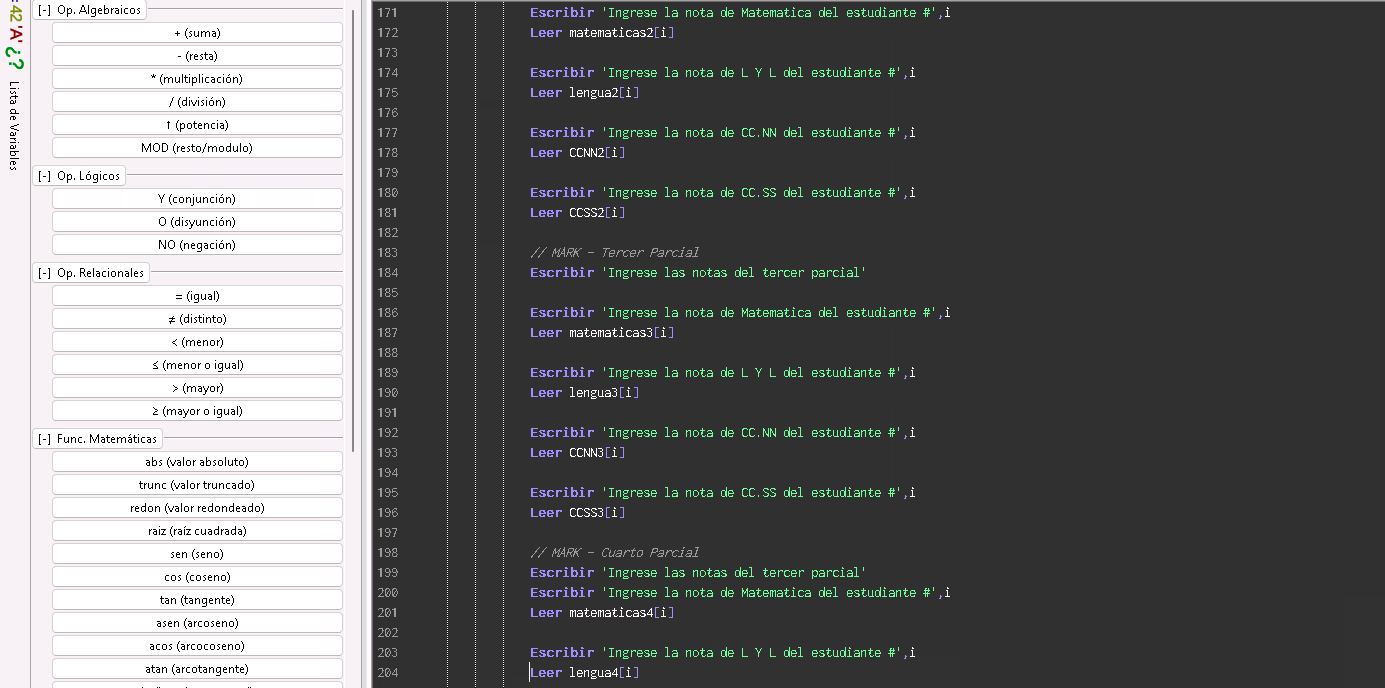 42 'A' ¿?
Lista de Variables
[-] Op. Algebraicos
+ (suma)
- (resta)
* (multiplicación)
/ (división)
↑ (potencia)
MOD (resto/modulo)
[-] Op. Lógicos
Y (conjunción)
O (disyunción)
NO (negación)
[-] Op. Relacionales
= (igual)
≠ (distinto)
< (menor)
≤ (menor o igual)
> (mayor)
≥ (mayor o igual)
[-] Func. Matemáticas
abs (valor absoluto)
trunc (valor truncado)
redon (valor redondeado)
raiz (raíz cuadrada)
sen (seno)
cos (coseno)
tan (tangente)
asen (arcoseno)
acos (arcocoseno)
atan (arcotangente)
171 Escribir 'Ingrese la nota de Matematica del estudiante #',i
172 Leer matematicas2[i]
173
174 Escribir 'Ingrese la nota de L Y L del estudiante #',i
175 Leer lengua2[i]
176
177 Escribir 'Ingrese la nota de CC.NN del estudiante #',i
178 Leer CCNN2[i]
179
180 Escribir 'Ingrese la nota de CC.SS del estudiante #',i
181 Leer CCSS2[i]
182
183 // MARK - Tercer Parcial
184 Escribir 'Ingrese las notas del tercer parcial'
185
186 Escribir 'Ingrese la nota de Matematica del estudiante #',i
187 Leer matematicas3[i]
188
189 Escribir 'Ingrese la nota de L Y L del estudiante #',i
190 Leer lengua3[i]
191
192 Escribir 'Ingrese la nota de CC.NN del estudiante #',i
193 Leer CCNN3[i]
194
195 Escribir 'Ingrese la nota de CC.SS del estudiante #',i
196 Leer CCSS3[i]
197
198 // MARK - Cuarto Parcial
199 Escribir 'Ingrese las notas del tercer parcial'
200 Escribir 'Ingrese la nota de Matematica del estudiante #',i
201 Leer matematicas4[i]
202
203 Escribir 'Ingrese la nota de L Y L del estudiante #',i
204 Leer lengua4[i]